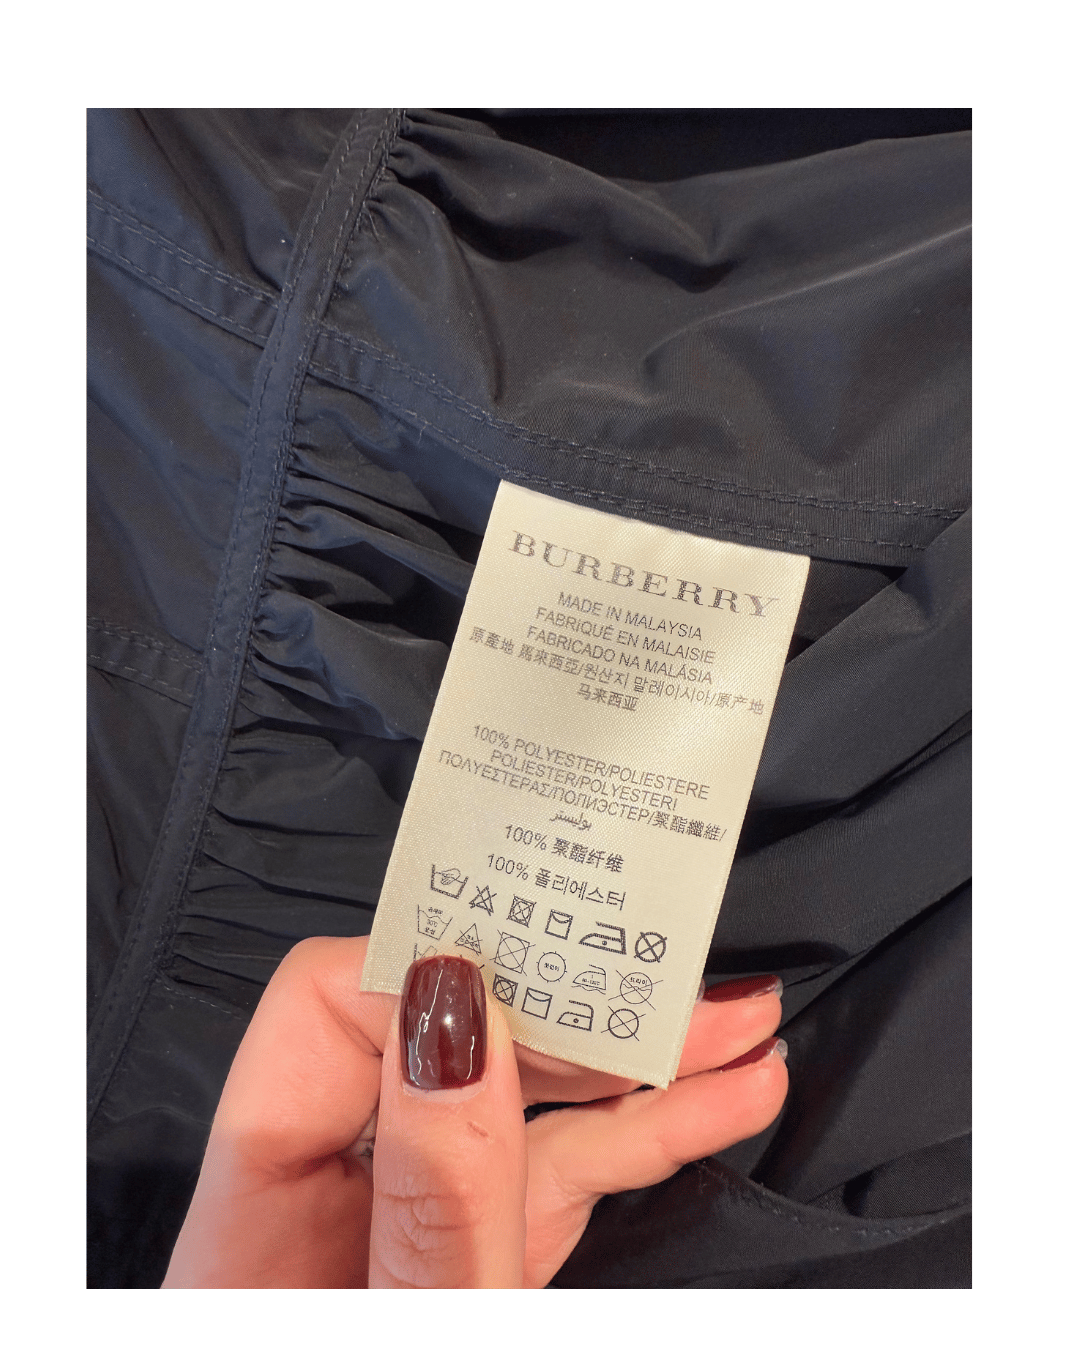 BURBERRY
MADE IN MALAYSIA
FABRIQUÉ EN MALAISIE
FABRICADO NA MALÁSIA
原產地 馬來西亞/원산지 말레이시아/原产地
马来西亚
100% POLYESTER/POLIESTERE
POLIESTER/POLYESTERI
ΠΟΛΥΕΣΤΕΡΑΣ/ПОЛИЭСТЕР/聚酯纖維/
بوليستر
100% 聚酯纤维
100% 폴리에스터